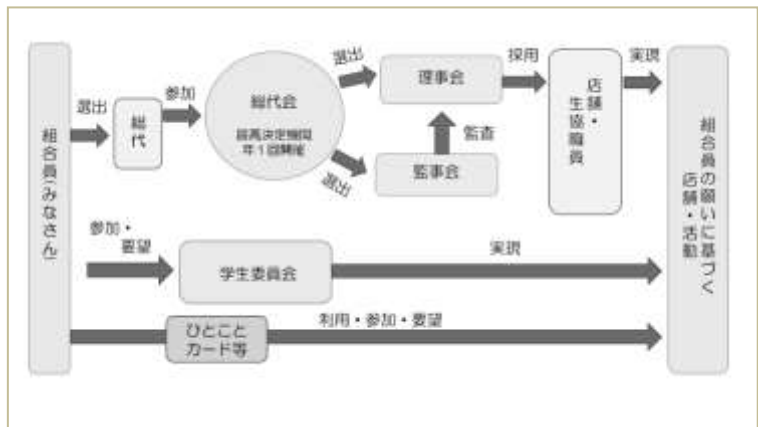 組合員(みなさん)
選出
総代
参加
総代会
最高決定機関
年1回開催
選出
選出
理事会
監査
監事会
採用
店舗・
生協職員
実現
組合員の願いに基づく
店舗・活動
参加・
要望
学生委員会
実現
ひとこと
カード等
利用・参加・要望